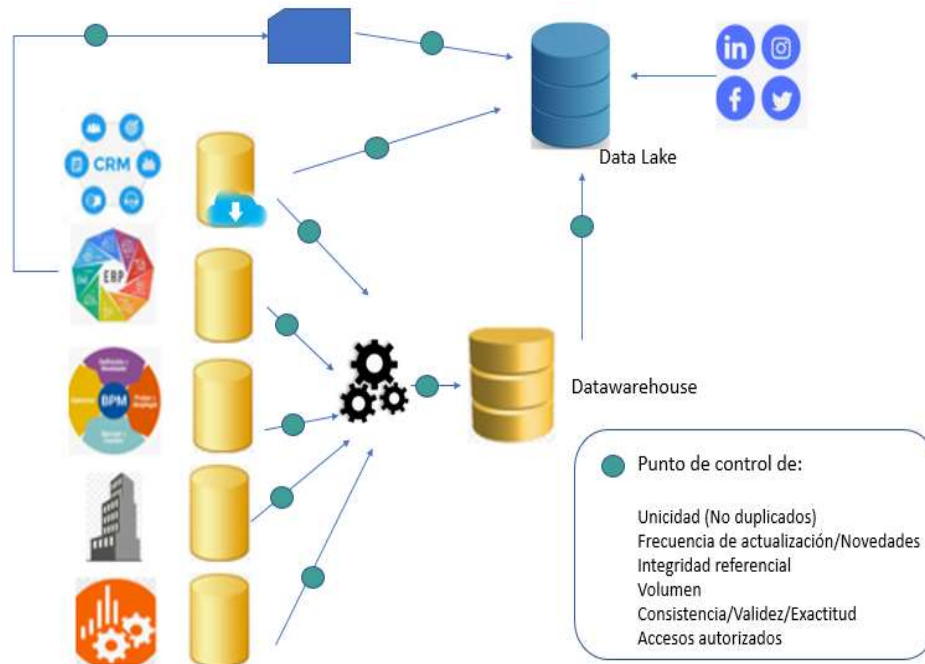 in
f
Data Lake
CRM
ERP
BPM
Datawarehouse
Punto de control de:
Unicidad (No duplicados)
Frecuencia de actualización/Novedades
Integridad referencial
Volumen
Consistencia/Validez/Exactitud
Accesos autorizados